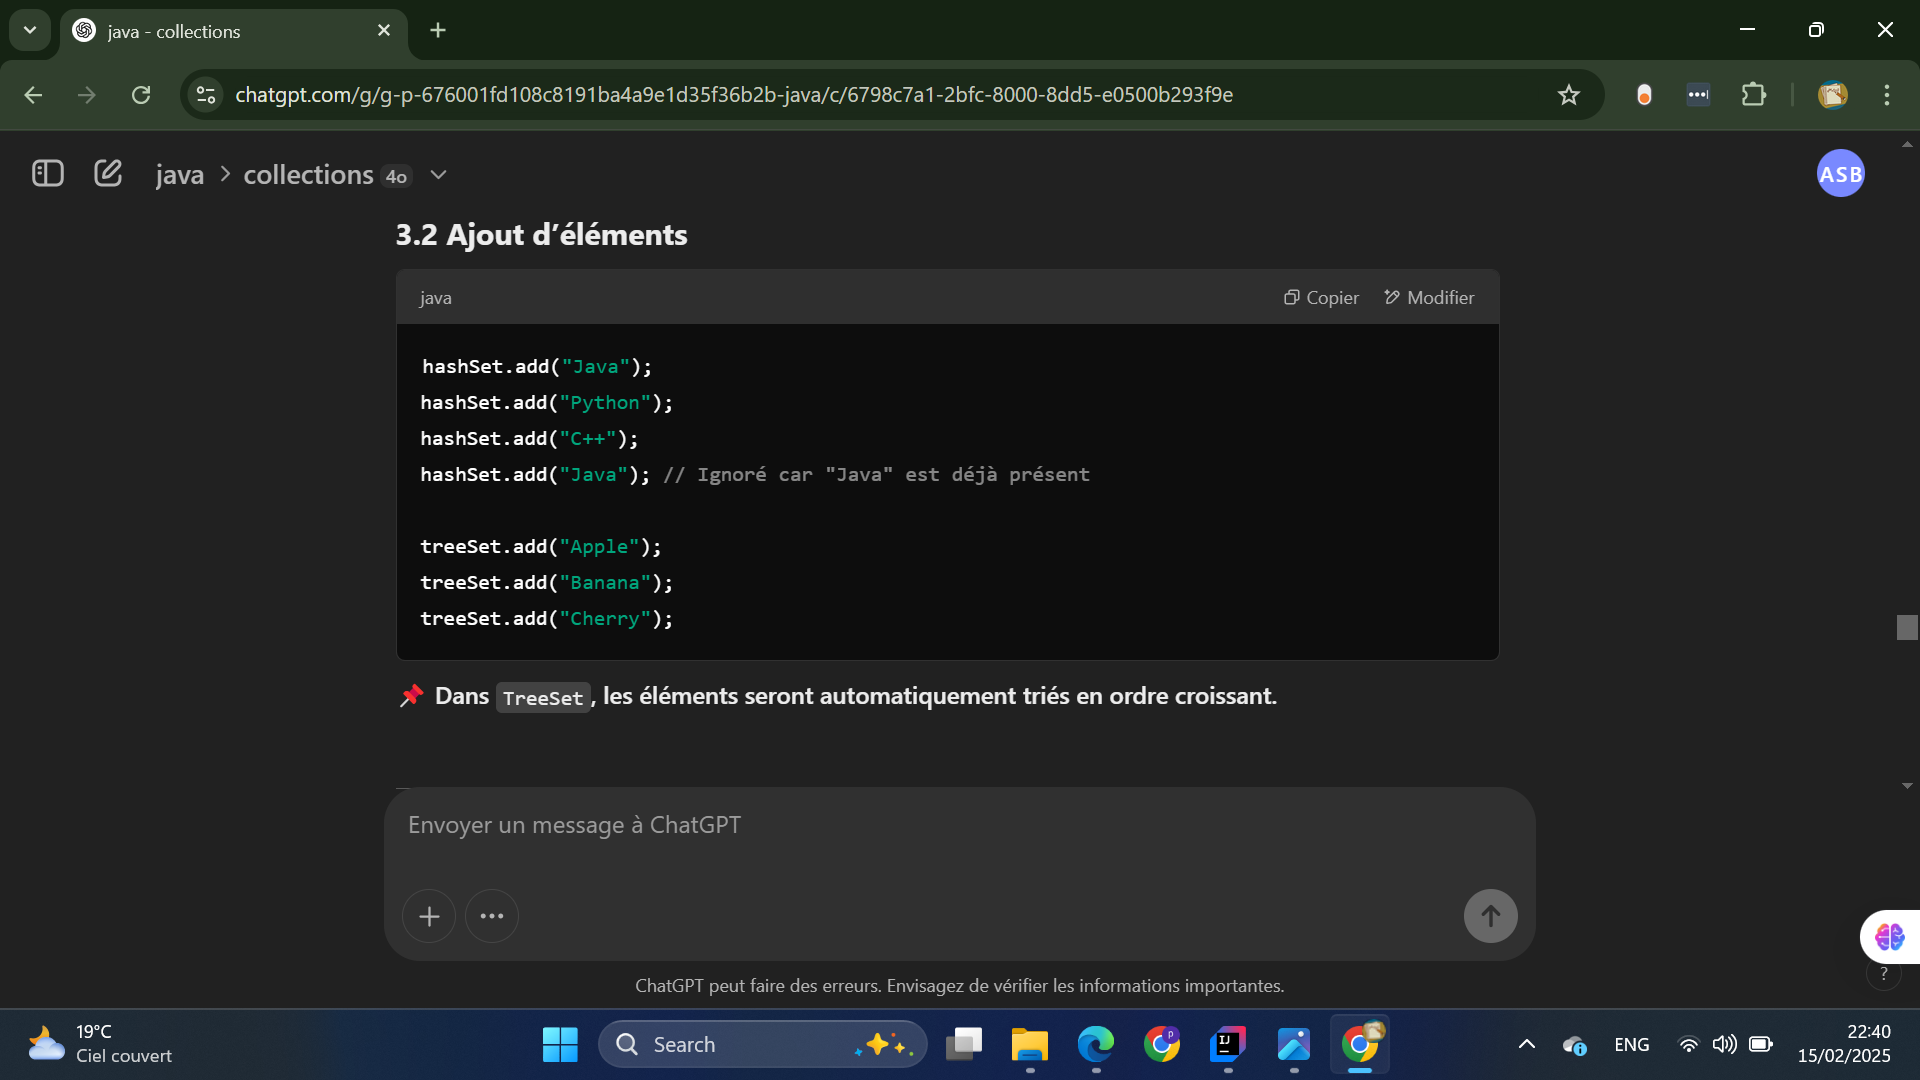 java - collections
chatgpt.com/g/g-p-676001fd108c8191ba4a9e1d35f36b2b-java/c/6798c7a1-2bfc-8000-8dd5-e0500b293f9e
java > collections 4o
ASB
3.2 Ajout d’éléments
java
Copier
Modifier
hashSet.add("Java");
hashSet.add("Python");
hashSet.add("C++");
hashSet.add("Java"); // Ignoré car "Java" est déjà présent
treeSet.add("Apple");
treeSet.add("Banana");
treeSet.add("Cherry");
📌 Dans TreeSet, les éléments seront automatiquement triés en ordre croissant.
Envoyer un message à ChatGPT
?
ChatGPT peut faire des erreurs. Envisagez de vérifier les informations importantes.
19°C
Ciel couvert
Search
P
IJ
ENG
22:40
15/02/2025